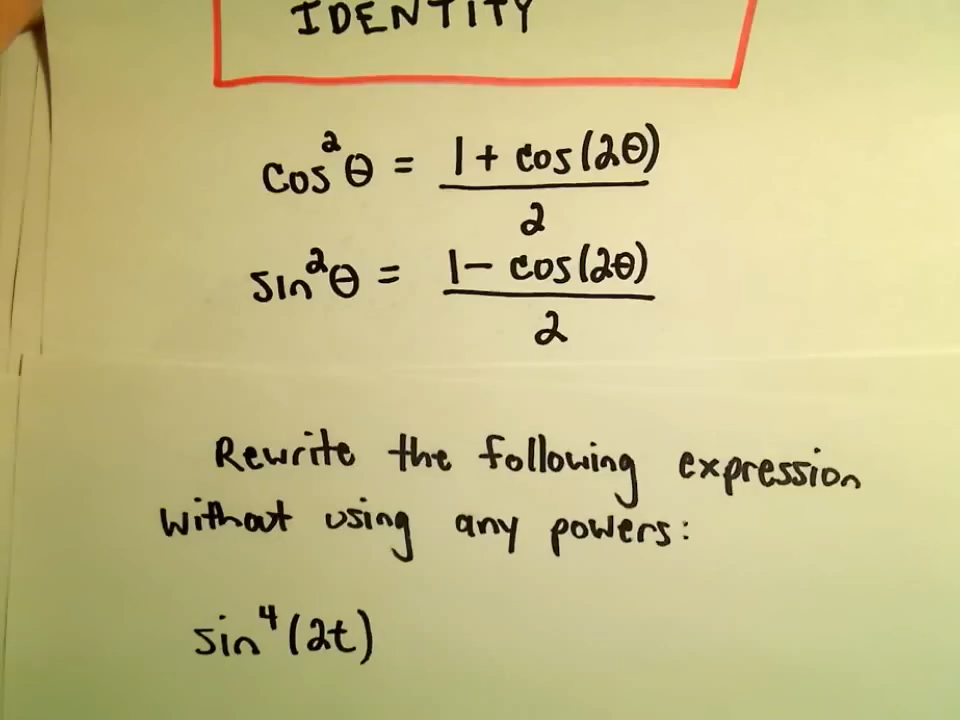 IDENTITY
cos²θ = 1 + cos(2θ) / 2
sin²θ = 1 - cos(2θ) / 2
Rewrite the following expression
without using any powers:
sin⁴(2t)